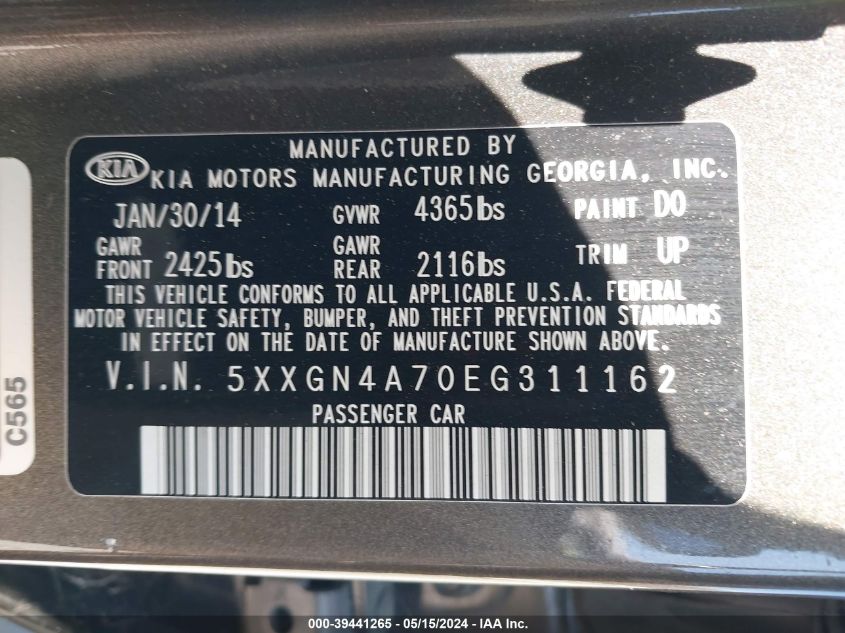 MANUFACTURED BY
KIA KIA MOTORS MANUFACTURING GEORGIA, INC.
JAN/30/14 GVWR 4365lbs PAINT DO
GAWR FRONT 2425lbs GAWR REAR 2116lbs TRIM UP
THIS VEHICLE CONFORMS TO ALL APPLICABLE U.S.A. FEDERAL
MOTOR VEHICLE SAFETY, BUMPER, AND THEFT PREVENTION STANDARDS
IN EFFECT ON THE DATE OF MANUFACTURE SHOWN ABOVE.
V.I.N. 5XXGN4A70EG311162
PASSENGER CAR
C565
000-39441265 - 05/15/2024 - © IAA Inc.